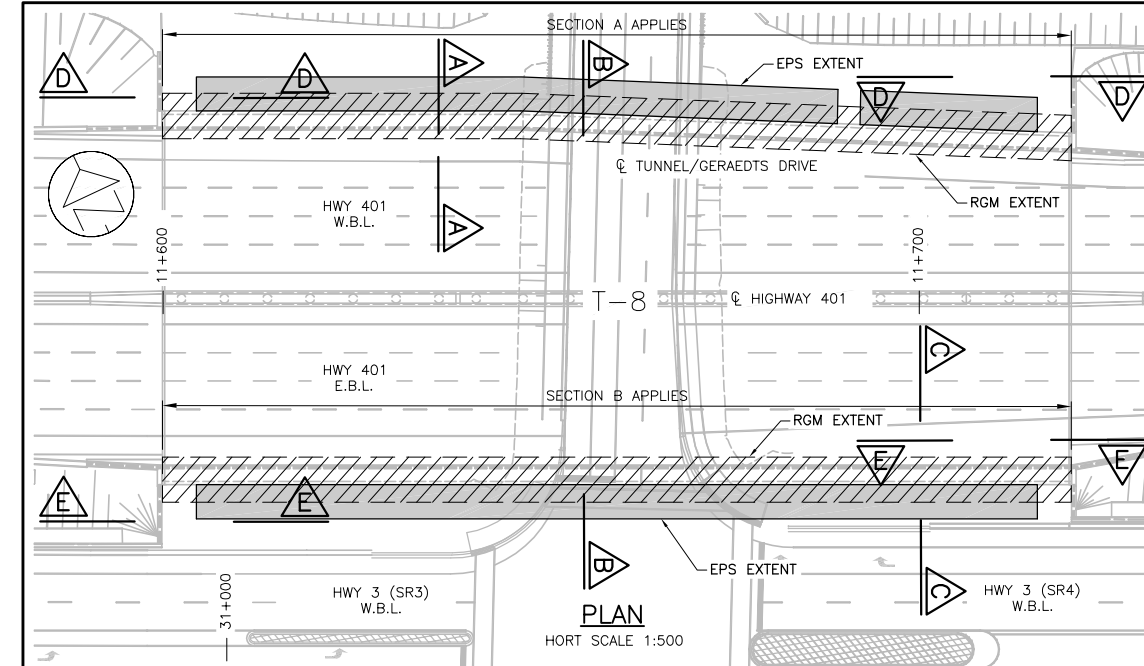 SECTION A APPLIES
A
B
EPS EXTENT
D
D
D
D
℄ TUNNEL/GERAEDTS DRIVE
RGM EXTENT
HWY 401
W.B.L.
A
11+600
11+700
T-8
℄ HIGHWAY 401
C
HWY 401
E.B.L.
SECTION B APPLIES
RGM EXTENT
E
E
E
E
B
EPS EXTENT
31+000
HWY 3 (SR3)
W.B.L.
C
HWY 3 (SR4)
W.B.L.
PLAN
HORT SCALE 1:500